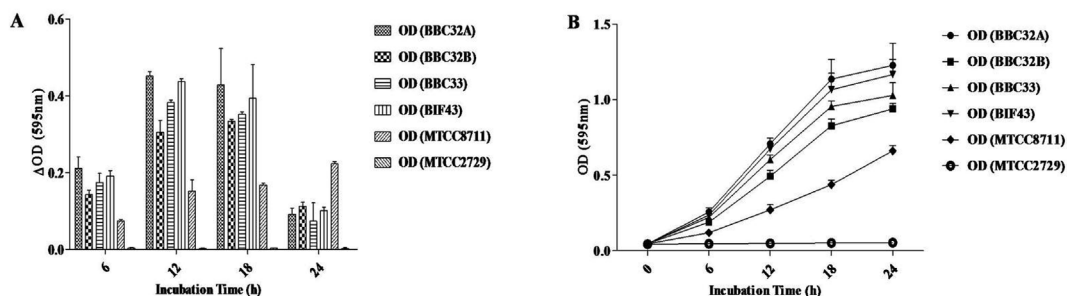 A
ΔOD (595nm)
0.6
0.4
0.2
0.0
6
12
18
24
Incubation Time (h)
OD (BBC32A)
OD (BBC32B)
OD (BBC33)
OD (BIF43)
OD (MTCC8711)
OD (MTCC2729)
B
OD (595nm)
1.5
1.0
0.5
0.0
0
6
12
18
24
Incubation Time (h)
OD (BBC32A)
OD (BBC32B)
OD (BBC33)
OD (BIF43)
OD (MTCC8711)
OD (MTCC2729)